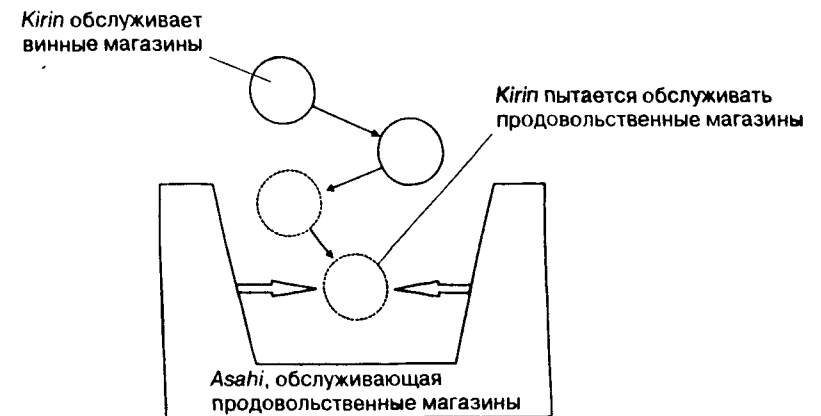 Kirin обслуживает
винные магазины
Kirin пытается обслуживать
продовольственные магазины
Asahi, обслуживающая
продовольственные магазины